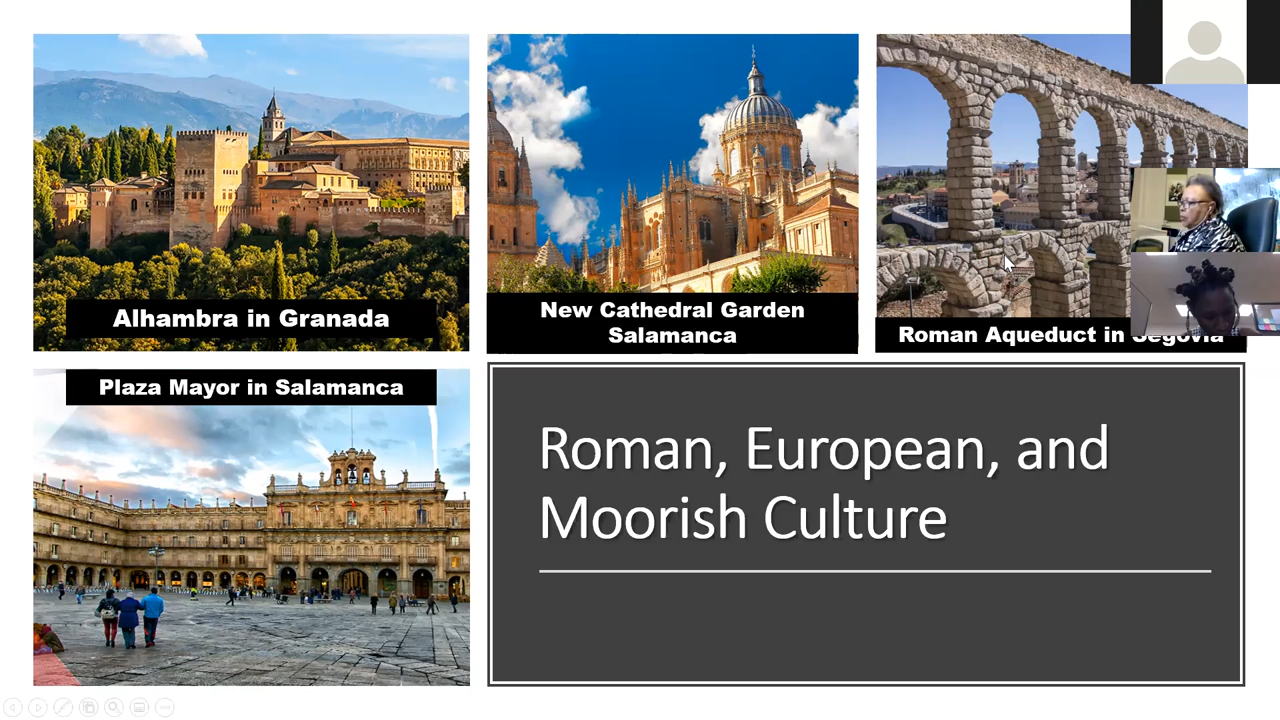 Alhambra in Granada
New Cathedral Garden
Salamanca
Roman Aqueduct in Segovia
Plaza Mayor in Salamanca
Roman, European, and
Moorish Culture